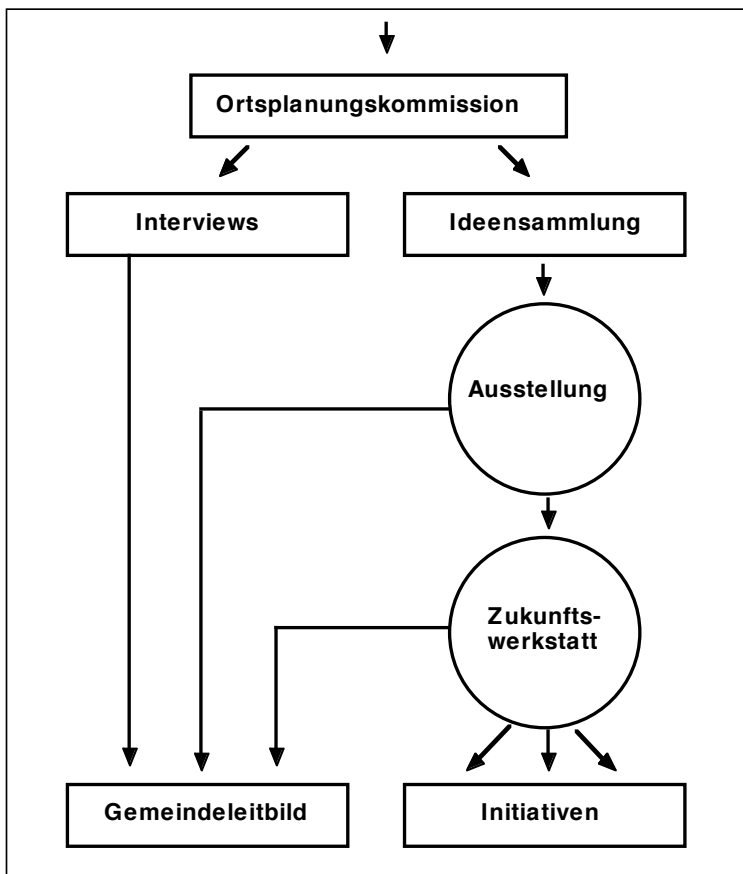 Ortsplanungskommission
Interviews
Ideensammlung
Ausstellung
Zukunfts-
werkstatt
Gemeindeleitbild
Initiativen